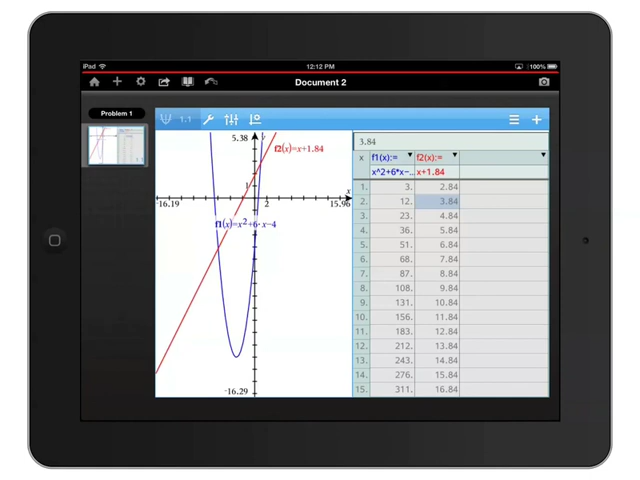 iPad 12:12 PM 100%
Document 2
Problem 1
1.1
5.38 y
f2(x)=x+1.84
1
x
-16.19 2 15.96
f1(x)=x²+6·x-4
-16.29
3.84
x f1(x):= f2(x):=
x^2+6*x-... x+1.84
1. 3. 2.84
2. 12. 3.84
3. 23. 4.84
4. 36. 5.84
5. 51. 6.84
6. 68. 7.84
7. 87. 8.84
8. 108. 9.84
9. 131. 10.84
10. 156. 11.84
11. 183. 12.84
12. 212. 13.84
13. 243. 14.84
14. 276. 15.84
15. 311. 16.84